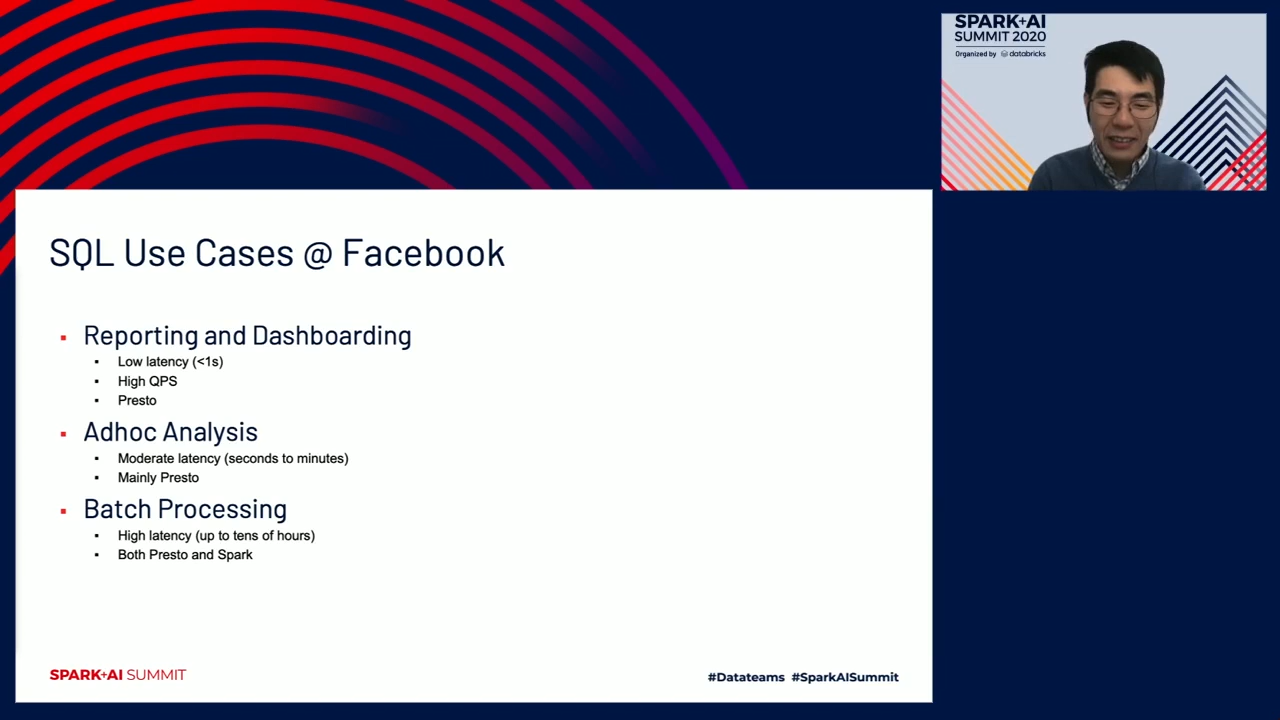 SPARK+AI
SUMMIT 2020
Organized by databricks
SQL Use Cases @ Facebook
▪ Reporting and Dashboarding
▪ Low latency (<1s)
▪ High QPS
▪ Presto
▪ Adhoc Analysis
▪ Moderate latency (seconds to minutes)
▪ Mainly Presto
▪ Batch Processing
▪ High latency (up to tens of hours)
▪ Both Presto and Spark
SPARK+AI SUMMIT
#Datateams #SparkAISummit